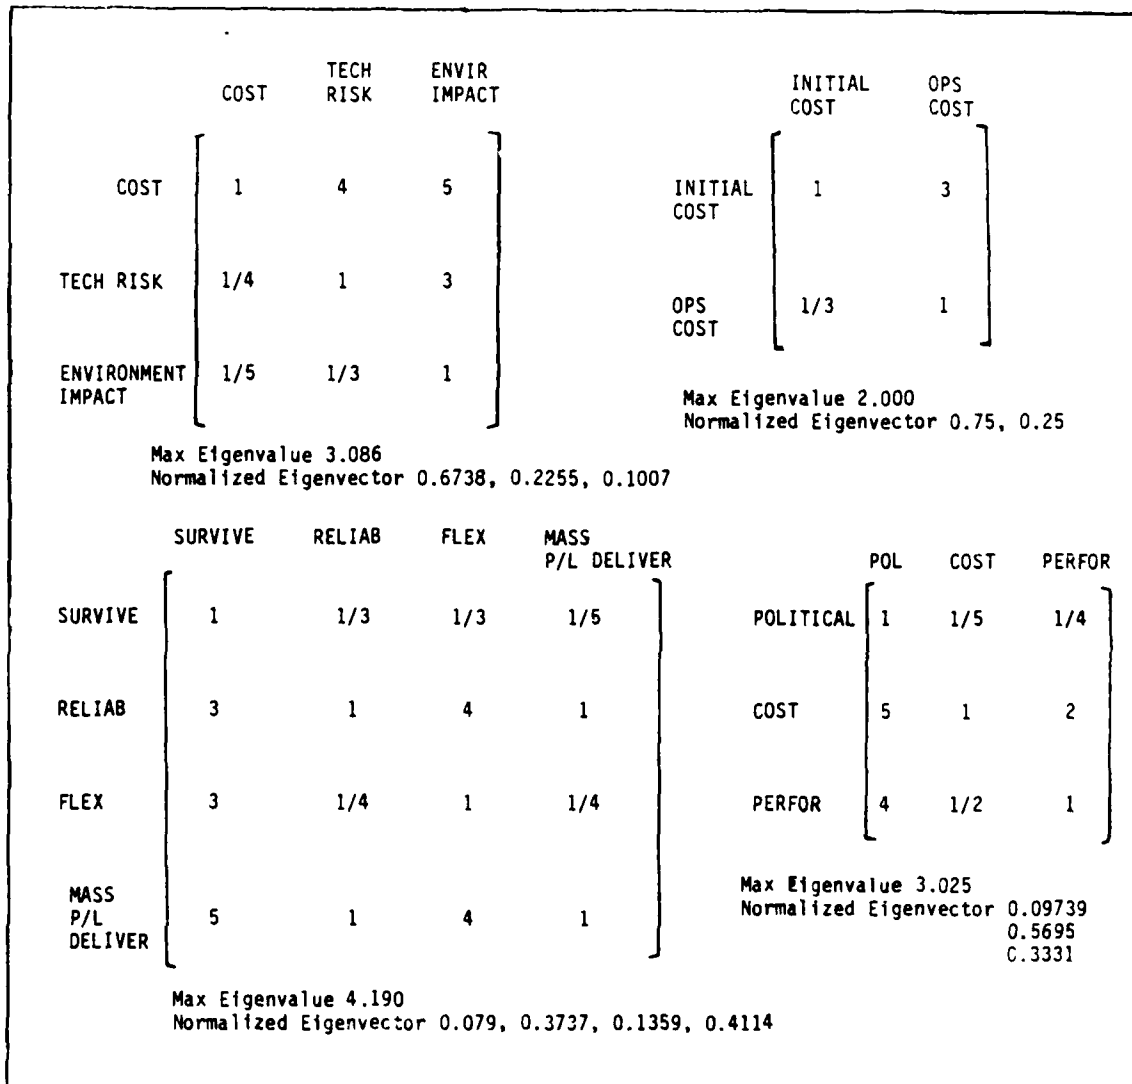 COST TECH RISK ENVIR IMPACT
COST 1 4 5
TECH RISK 1/4 1 3
ENVIRONMENT IMPACT 1/5 1/3 1
Max Eigenvalue 3.086
Normalized Eigenvector 0.6738, 0.2255, 0.1007
INITIAL COST OPS COST
INITIAL COST 1 3
OPS COST 1/3 1
Max Eigenvalue 2.000
Normalized Eigenvector 0.75, 0.25
SURVIVE RELIAB FLEX MASS P/L DELIVER
SURVIVE 1 1/3 1/3 1/5
RELIAB 3 1 4 1
FLEX 3 1/4 1 1/4
MASS P/L DELIVER 5 1 4 1
Max Eigenvalue 4.190
Normalized Eigenvector 0.079, 0.3737, 0.1359, 0.4114
POL COST PERFOR
POLITICAL 1 1/5 1/4
COST 5 1 2
PERFOR 4 1/2 1
Max Eigenvalue 3.025
Normalized Eigenvector 0.09739
0.5695
C.3331